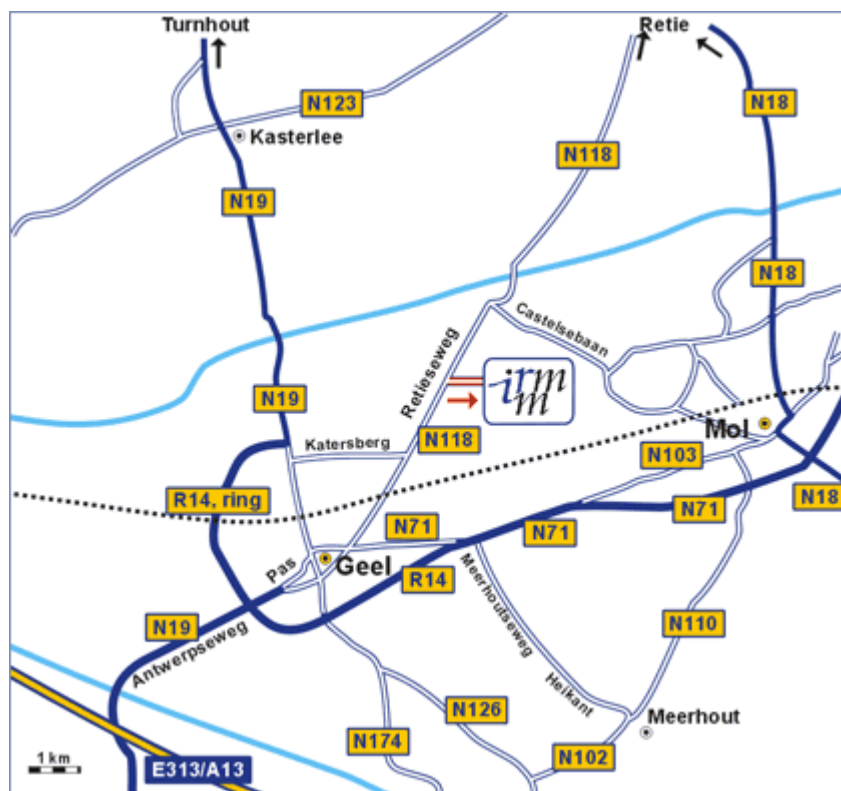 Turnhout
Retie
N123
N18
Kasterlee
N118
N19
N18
Castelsebaan
Retieseweg
irmm
N19
Katersberg
N118
Mol
N103
R14, ring
N18
N71
N71
N71
Pas
Geel
R14
Meerhoutseweg
N19
Antwerpseweg
N110
Heikant
N126
Meerhout
N174
N102
1 km
E313/A13